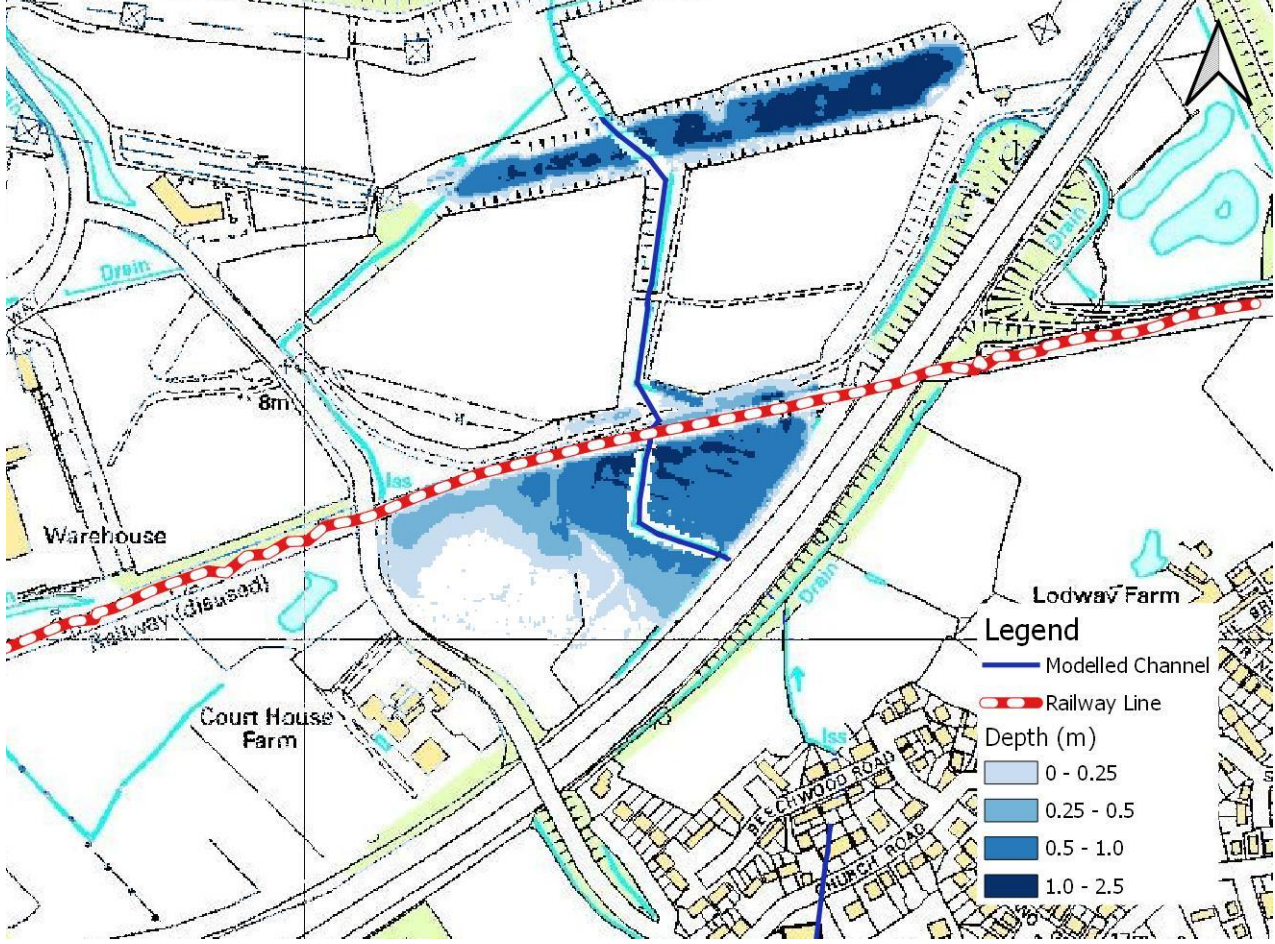 Drain
Drain
8m
Iss
Warehouse
Railway (disused)
Drain
Lodway Farm
Court House
Farm
Iss
BEECHWOOD ROAD
CHURCH ROAD
Legend
Modelled Channel
Railway Line
Depth (m)
0 - 0.25
0.25 - 0.5
0.5 - 1.0
1.0 - 2.5